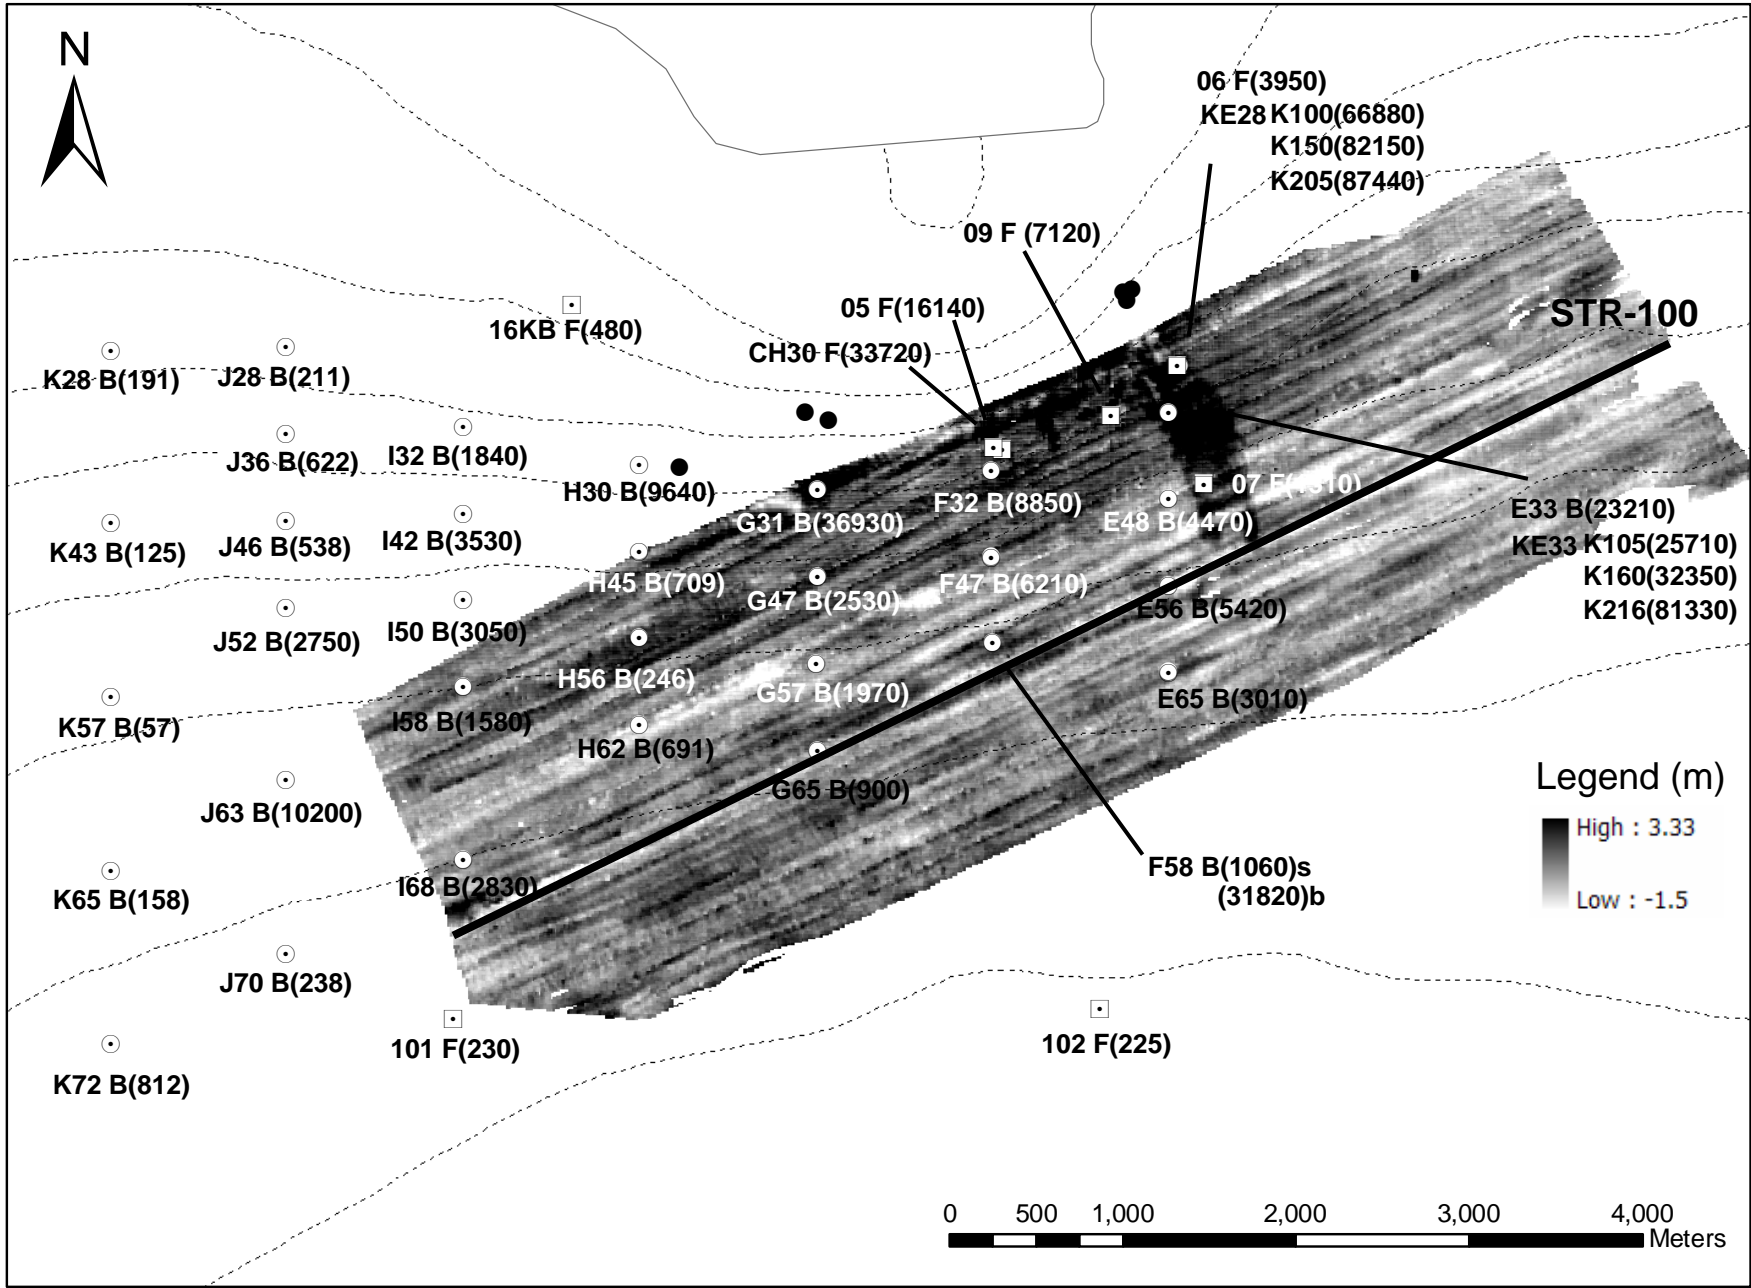 N
06 F(3950)
KE28 K100(66880)
K150(82150)
K205(87440)
09 F (7120)
05 F(16140)
16KB F(480)
CH30 F(33720)
STR-100
K28 B(191)
J28 B(211)
J36 B(622)
I32 B(1840)
H30 B(9640)
G31 B(36930)
F32 B(8850)
07 F(1310)
E48 B(4470)
E33 B(23210)
KE33 K105(25710)
K160(32350)
K216(81330)
K43 B(125)
J46 B(538)
I42 B(3530)
H45 B(709)
G47 B(2530)
F47 B(6210)
E56 B(5420)
J52 B(2750)
I50 B(3050)
H56 B(246)
G57 B(1970)
E65 B(3010)
K57 B(57)
I58 B(1580)
H62 B(691)
G65 B(900)
J63 B(10200)
Legend (m)
High : 3.33
Low : -1.5
F58 B(1060)s
(31820)b
K65 B(158)
I68 B(2830)
J70 B(238)
101 F(230)
102 F(225)
K72 B(812)
0 500 1,000 2,000 3,000 4,000
Meters